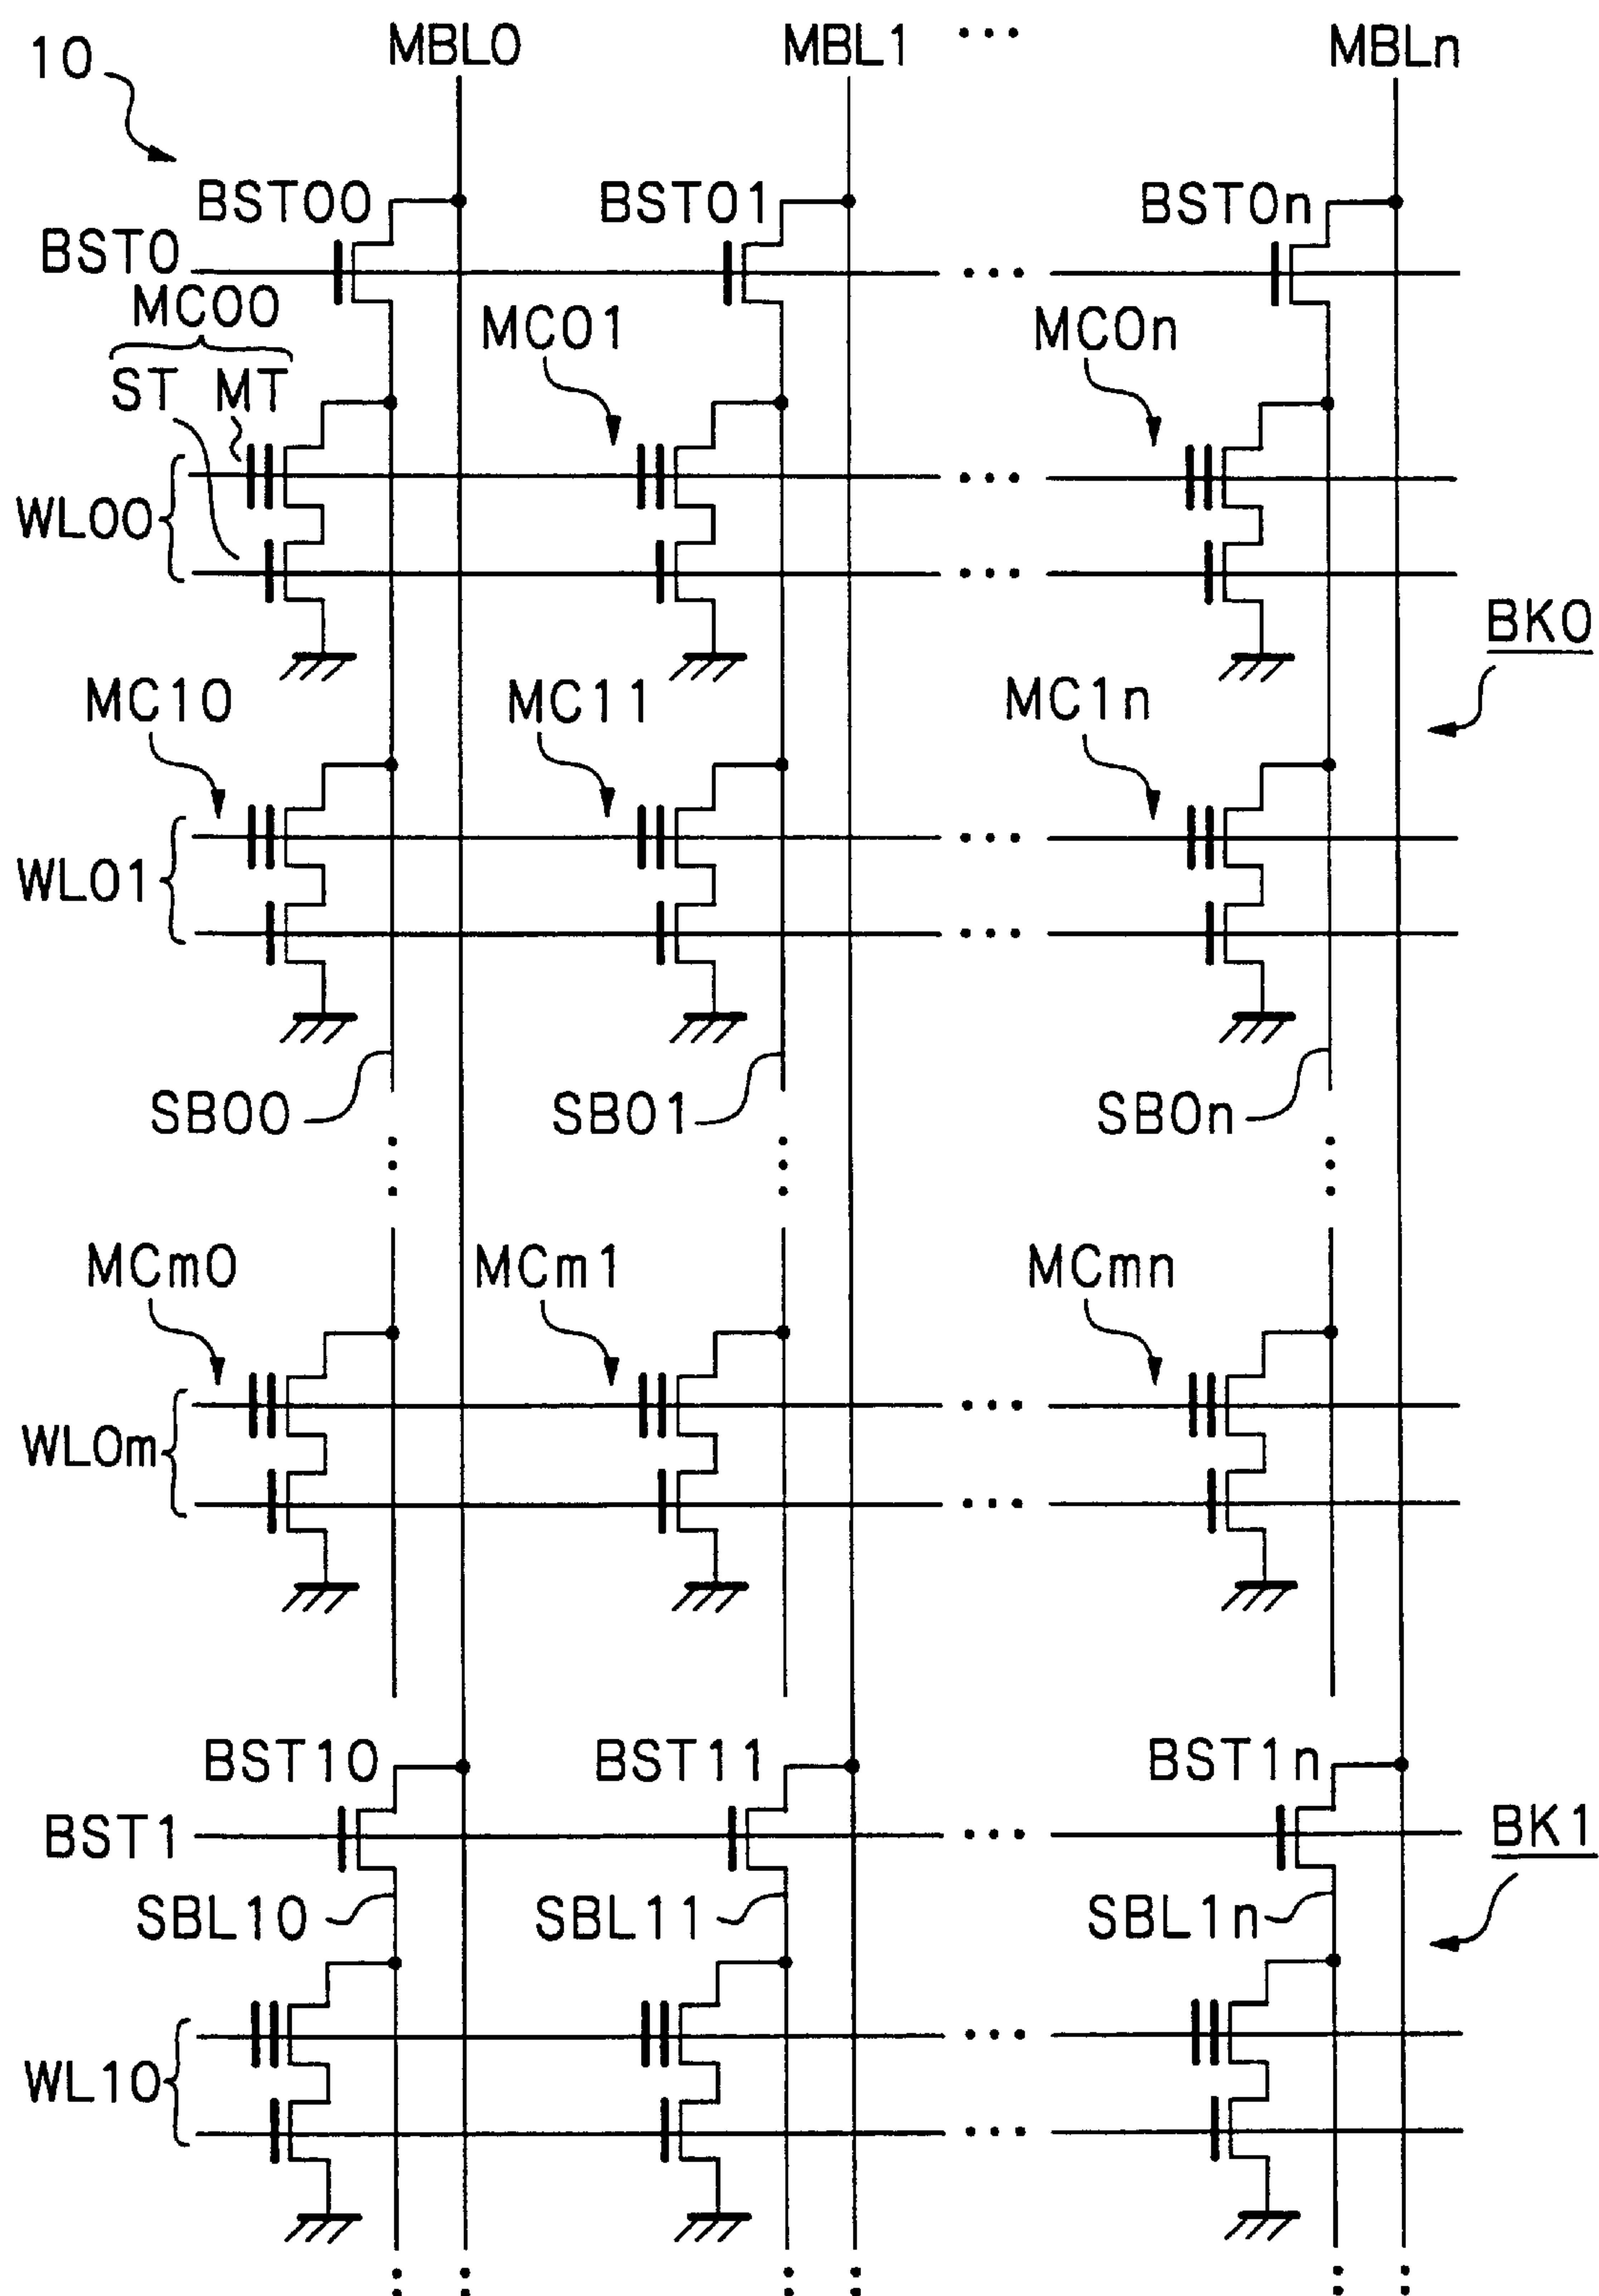 10
MBL0 MBL1 ... MBLn
BST00 BST01 BST0n
BST0 ...
MC00 MC01 MC0n
ST MT
WL00 ...
...
BK0
MC10 MC11 MC1n
WL01 ...
...
SB00 SB01 SB0n
MCm0 MCm1 MCmn
WL0m ...
...
BST10 BST11 BST1n
BST1 ... BK1
SBL10 SBL11 SBL1n
WL10 ...
...